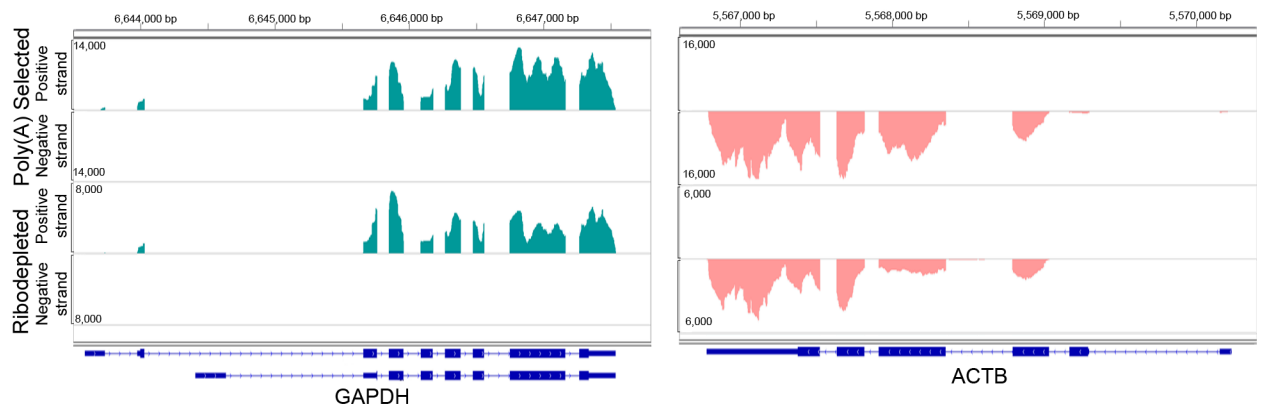 6,644,000 bp 6,645,000 bp 6,646,000 bp 6,647,000 bp
5,567,000 bp 5,568,000 bp 5,569,000 bp 5,570,000 bp
Poly(A) Selected
Positive
strand
14,000
16,000
Negative
strand
14,000
16,000
Ribodepleted
Positive
strand
8,000
6,000
Negative
strand
8,000
6,000
GAPDH
ACTB